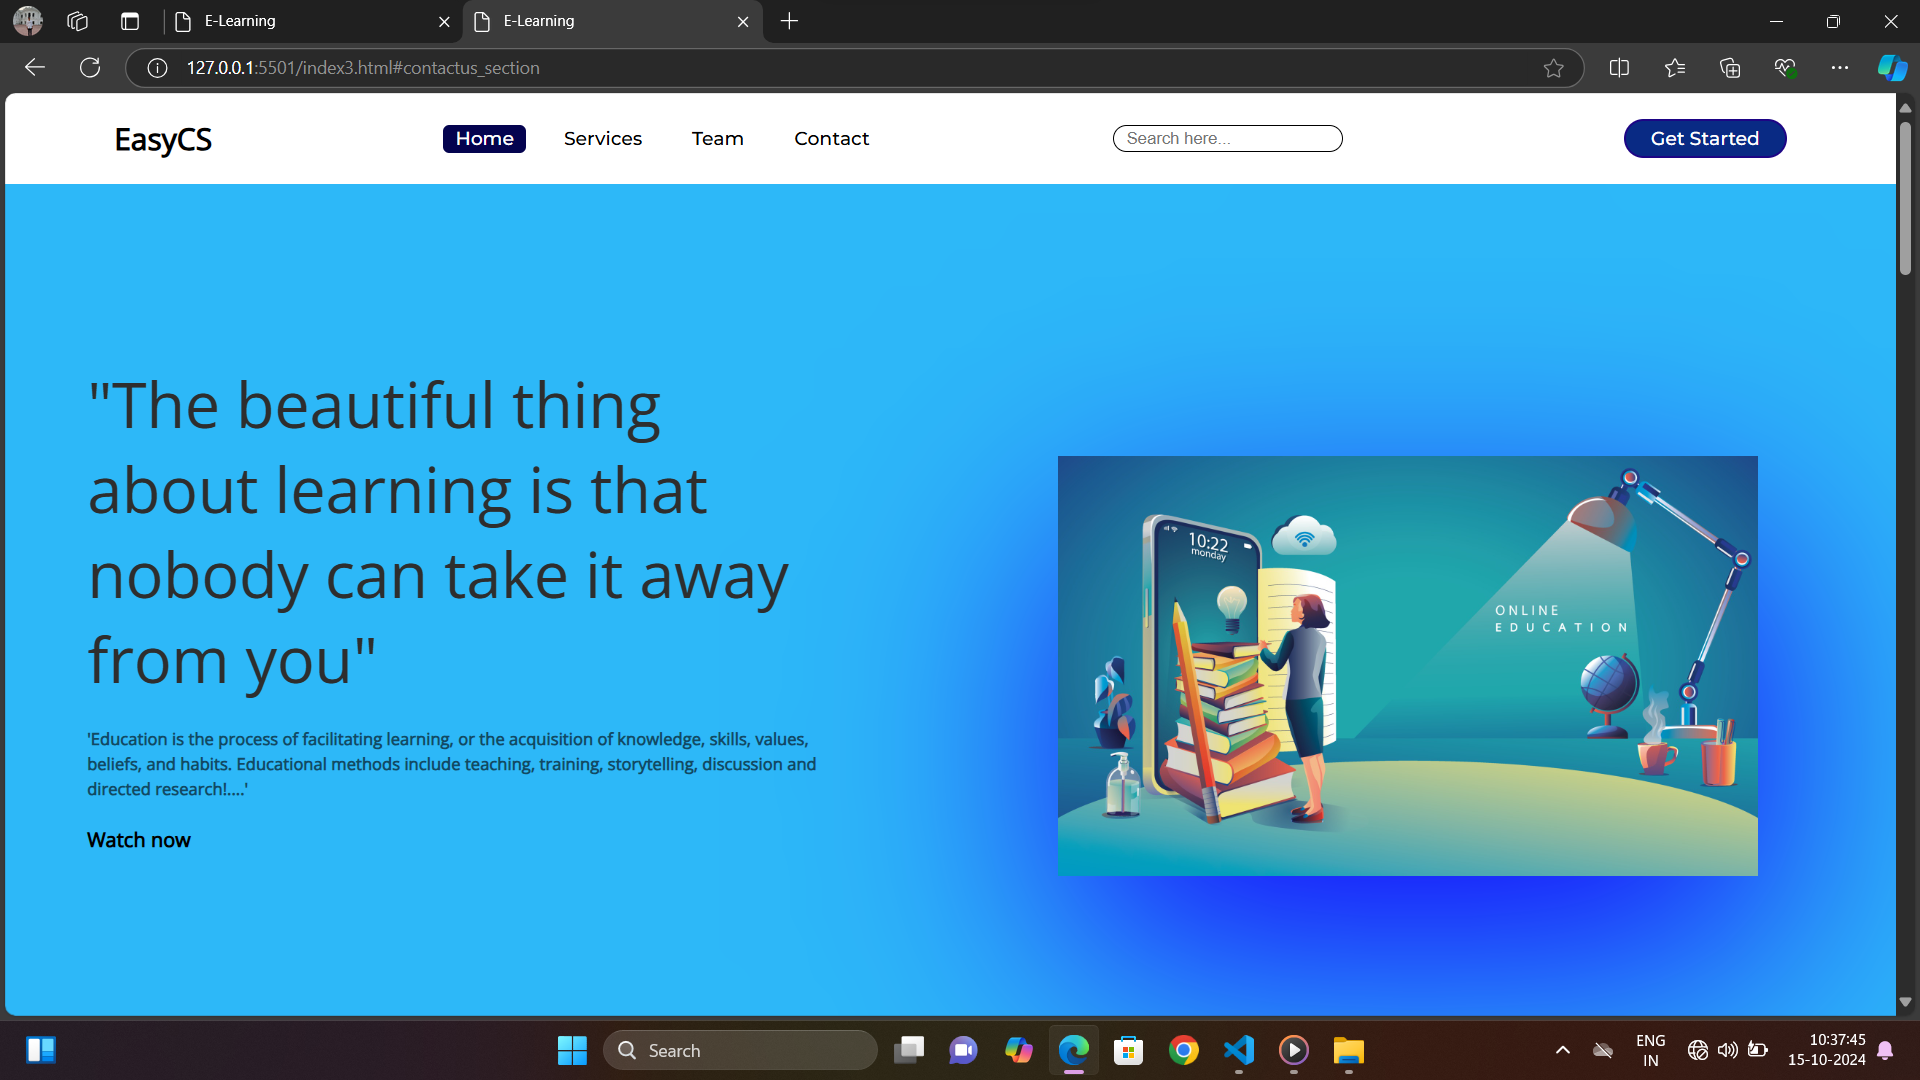 E-Learning
E-Learning
127.0.0.1:5501/index3.html#contactus_section
EasyCS
Home
Services
Team
Contact
Search here...
Get Started
"The beautiful thing
about learning is that
nobody can take it away
from you"
'Education is the process of facilitating learning, or the acquisition of knowledge, skills, values,
beliefs, and habits. Educational methods include teaching, training, storytelling, discussion and
directed research!....'
Watch now
10:22
monday
ONLINE
EDUCATION
Search
ENG
IN
10:37:45
15-10-2024